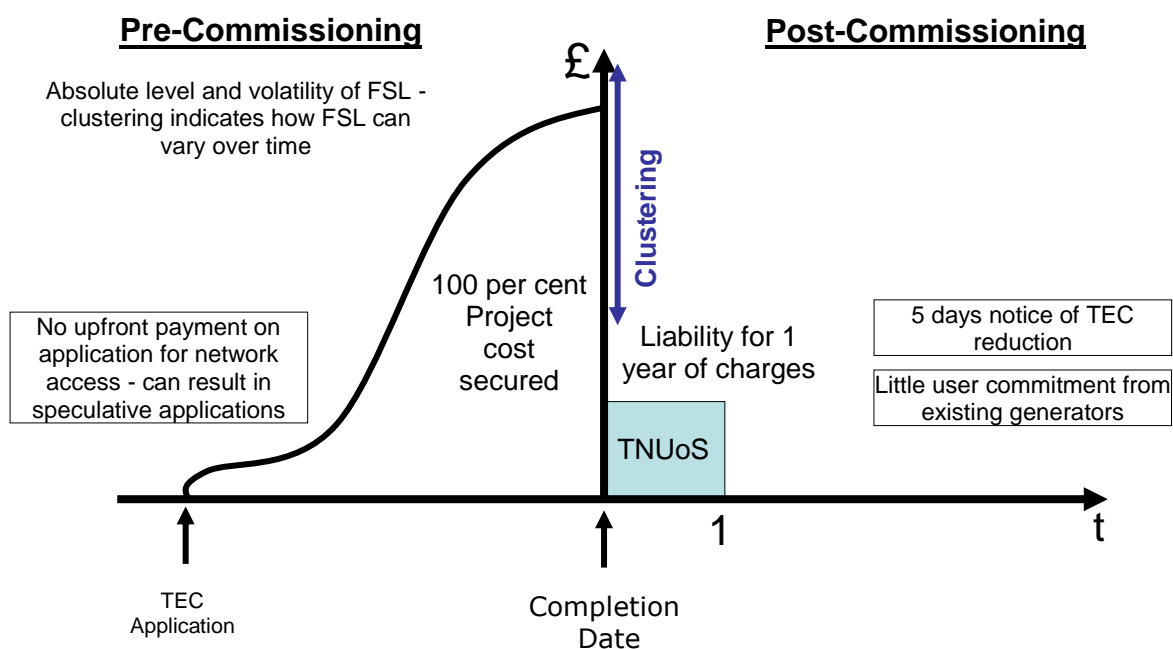 Pre-Commissioning
Post-Commissioning
£
Absolute level and volatility of FSL -
clustering indicates how FSL can
vary over time
Clustering
100 per cent
Project
cost
secured
No upfront payment on
application for network
access - can result in
speculative applications
Liability for 1
year of charges
5 days notice of TEC
reduction
Little user commitment from
existing generators
TNUoS
1
t
TEC
Application
Completion
Date